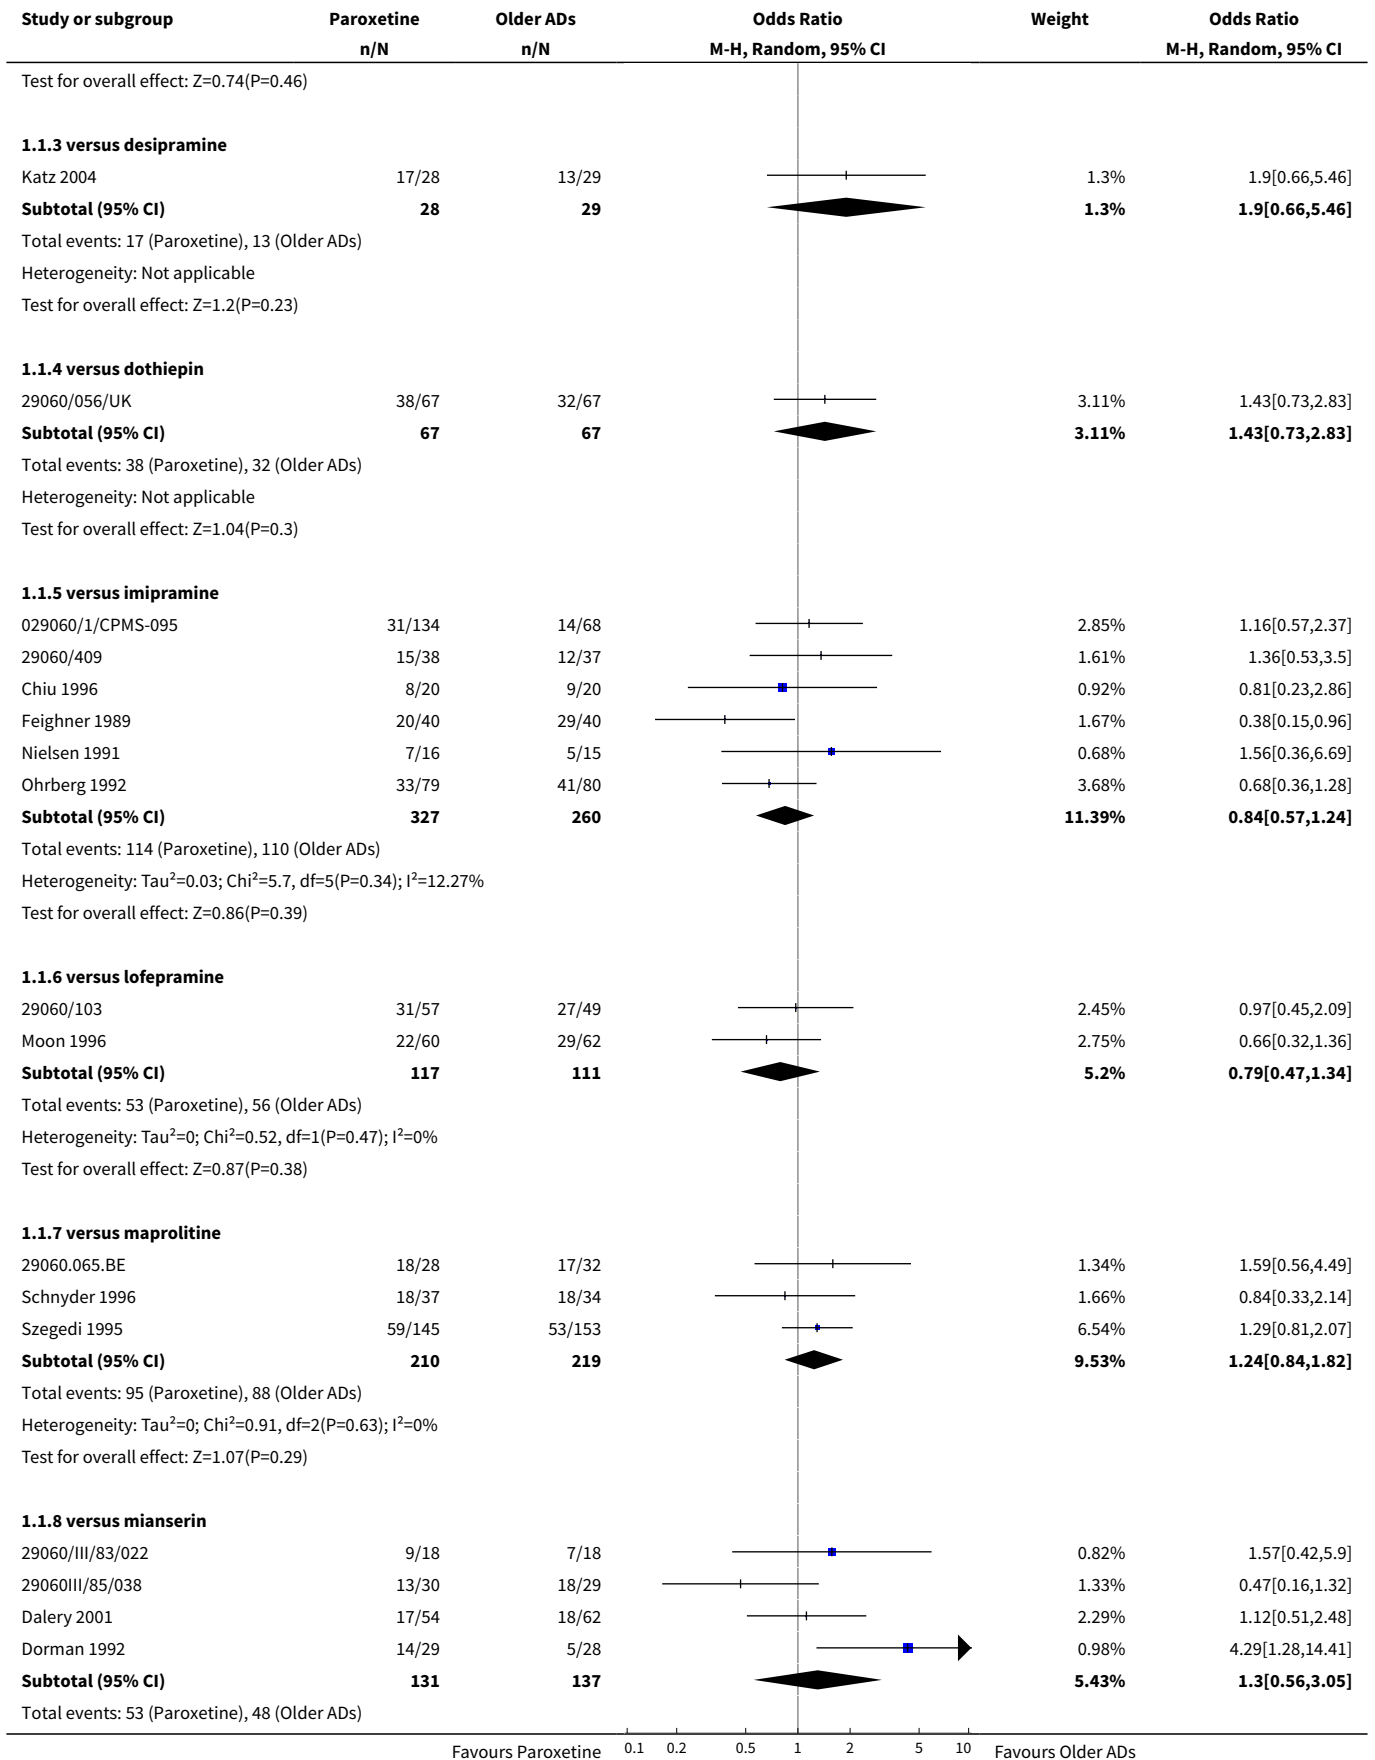 Study or subgroup Paroxetine Older ADs Odds Ratio Weight Odds Ratio
n/N n/N M-H, Random, 95% CI M-H, Random, 95% CI
Test for overall effect: Z=0.74(P=0.46)
1.1.3 versus desipramine
Katz 2004 17/28 13/29 1.3% 1.9[0.66,5.46]
Subtotal (95% CI) 28 29 1.3% 1.9[0.66,5.46]
Total events: 17 (Paroxetine), 13 (Older ADs)
Heterogeneity: Not applicable
Test for overall effect: Z=1.2(P=0.23)
1.1.4 versus dothiepin
29060/056/UK 38/67 32/67 3.11% 1.43[0.73,2.83]
Subtotal (95% CI) 67 67 3.11% 1.43[0.73,2.83]
Total events: 38 (Paroxetine), 32 (Older ADs)
Heterogeneity: Not applicable
Test for overall effect: Z=1.04(P=0.3)
1.1.5 versus imipramine
029060/1/CPMS-095 31/134 14/68 2.85% 1.16[0.57,2.37]
29060/409 15/38 12/37 1.61% 1.36[0.53,3.5]
Chiu 1996 8/20 9/20 0.92% 0.81[0.23,2.86]
Feighner 1989 20/40 29/40 1.67% 0.38[0.15,0.96]
Nielsen 1991 7/16 5/15 0.68% 1.56[0.36,6.69]
Ohrberg 1992 33/79 41/80 3.68% 0.68[0.36,1.28]
Subtotal (95% CI) 327 260 11.39% 0.84[0.57,1.24]
Total events: 114 (Paroxetine), 110 (Older ADs)
Heterogeneity: Tau²=0.03; Chi²=5.7, df=5(P=0.34); I²=12.27%
Test for overall effect: Z=0.86(P=0.39)
1.1.6 versus lofepramine
29060/103 31/57 27/49 2.45% 0.97[0.45,2.09]
Moon 1996 22/60 29/62 2.75% 0.66[0.32,1.36]
Subtotal (95% CI) 117 111 5.2% 0.79[0.47,1.34]
Total events: 53 (Paroxetine), 56 (Older ADs)
Heterogeneity: Tau²=0; Chi²=0.52, df=1(P=0.47); I²=0%
Test for overall effect: Z=0.87(P=0.38)
1.1.7 versus maprolitine
29060.065.BE 18/28 17/32 1.34% 1.59[0.56,4.49]
Schnyder 1996 18/37 18/34 1.66% 0.84[0.33,2.14]
Szegedi 1995 59/145 53/153 6.54% 1.29[0.81,2.07]
Subtotal (95% CI) 210 219 9.53% 1.24[0.84,1.82]
Total events: 95 (Paroxetine), 88 (Older ADs)
Heterogeneity: Tau²=0; Chi²=0.91, df=2(P=0.63); I²=0%
Test for overall effect: Z=1.07(P=0.29)
1.1.8 versus mianserin
29060/III/83/022 9/18 7/18 0.82% 1.57[0.42,5.9]
29060III/85/038 13/30 18/29 1.33% 0.47[0.16,1.32]
Dalery 2001 17/54 18/62 2.29% 1.12[0.51,2.48]
Dorman 1992 14/29 5/28 0.98% 4.29[1.28,14.41]
Subtotal (95% CI) 131 137 5.43% 1.3[0.56,3.05]
Total events: 53 (Paroxetine), 48 (Older ADs)
Favours Paroxetine 0.1 0.2 0.5 1 2 5 10 Favours Older ADs